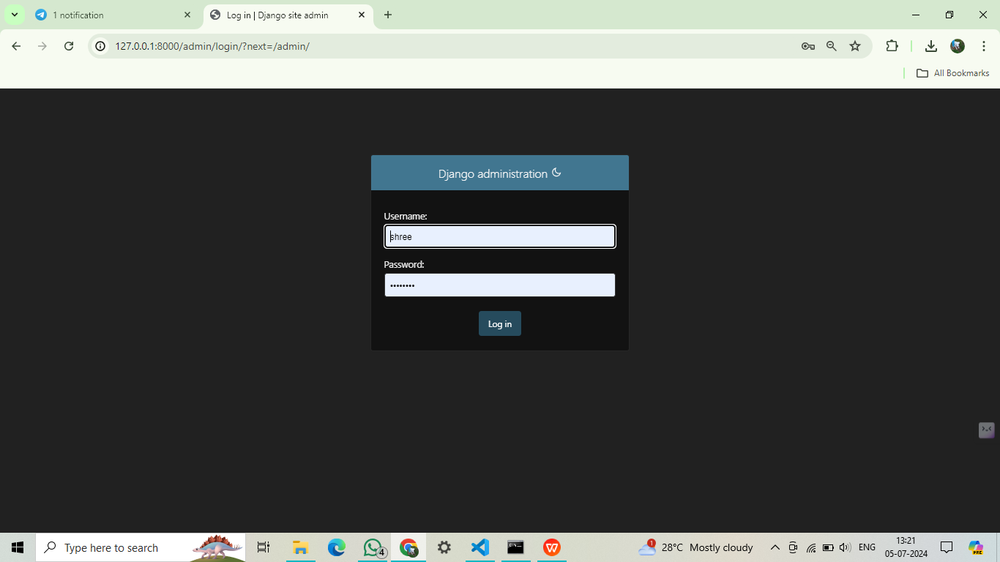 1 notification
Log in | Django site admin
127.0.0.1:8000/admin/login/?next=/admin/
All Bookmarks
Django administration
Username:
shree
Password:
••••••••
Log in
Type here to search
4
1
28°C Mostly cloudy
ENG
13:21
05-07-2024
PRE